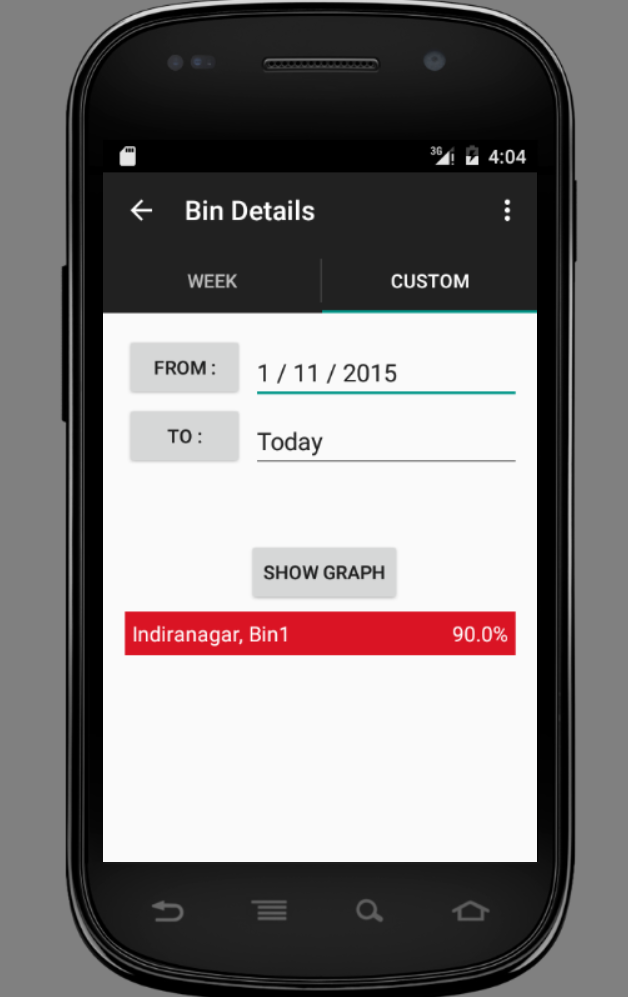 3G 4:04
Bin Details
WEEK CUSTOM
FROM : 1 / 11 / 2015
TO : Today
SHOW GRAPH
Indiranagar, Bin1 90.0%